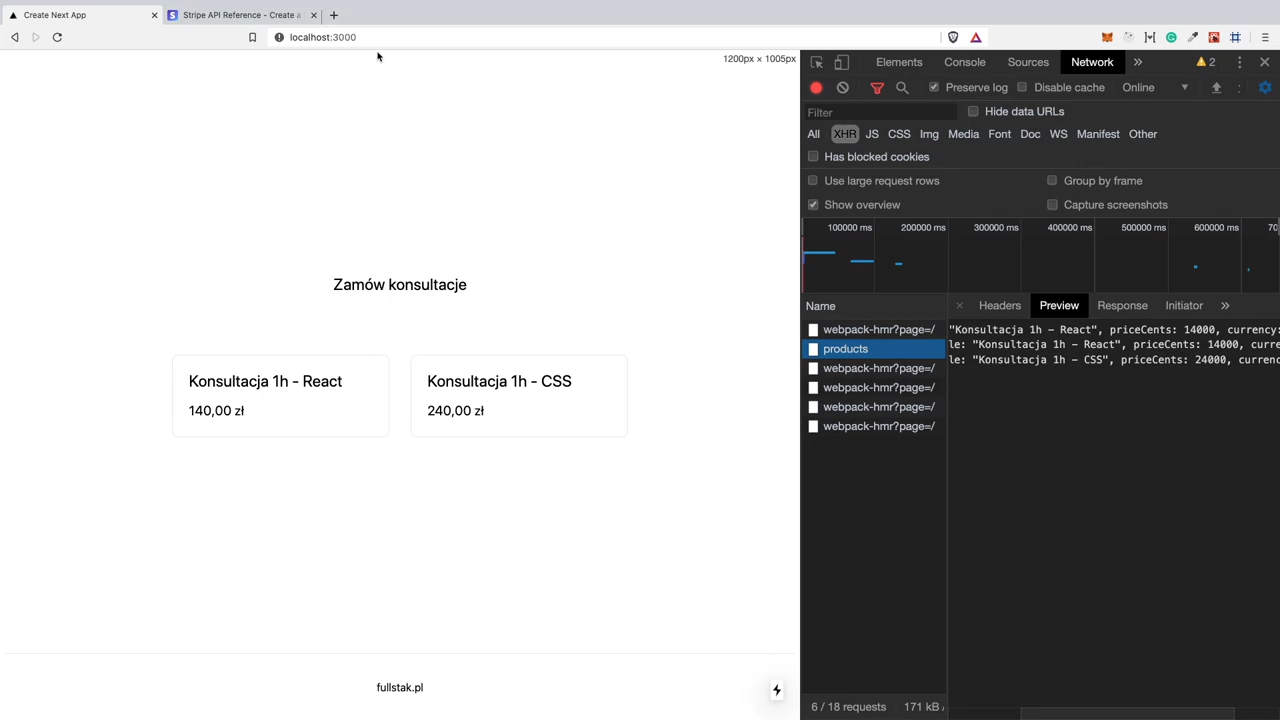 Create Next App
Stripe API Reference - Create a
localhost:3000
1200px × 1005px
Zamów konsultacje
Konsultacja 1h - React
140,00 zł
Konsultacja 1h - CSS
240,00 zł
fullstak.pl
Elements Console Sources Network » 2
Preserve log Disable cache Online
Filter Hide data URLs
All XHR JS CSS Img Media Font Doc WS Manifest Other
Has blocked cookies
Use large request rows Group by frame
Show overview Capture screenshots
100000 ms 200000 ms 300000 ms 400000 ms 500000 ms 600000 ms 70
Name
webpack-hmr?page=/
products
webpack-hmr?page=/
webpack-hmr?page=/
webpack-hmr?page=/
webpack-hmr?page=/
6 / 18 requests 171 kB /
× Headers Preview Response Initiator »
"Konsultacja 1h – React", priceCents: 14000, currency:
le: "Konsultacja 1h – React", priceCents: 14000, curre
le: "Konsultacja 1h – CSS", priceCents: 24000, currenc